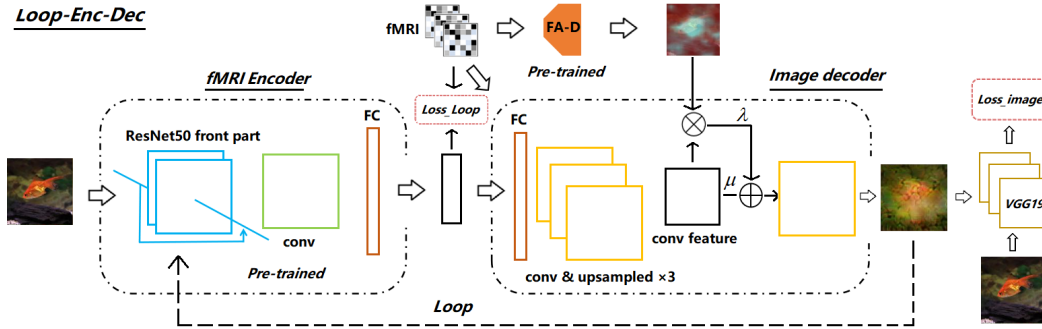 Loop-Enc-Dec
fMRI
FA-D
Pre-trained
fMRI Encoder
Image decoder
Loss_Loop
Loss_image
ResNet50 front part
FC
FC
λ
μ
VGG19
conv
conv feature
Pre-trained
conv & upsampled ×3
Loop